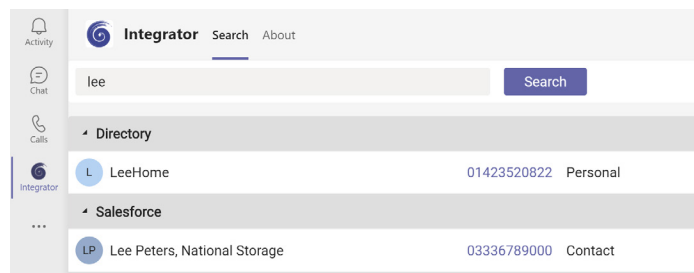 Activity
Chat
Calls
Integrator
...
Integrator Search About
lee
Search
Directory
L LeeHome 01423520822 Personal
Salesforce
LP Lee Peters, National Storage 03336789000 Contact